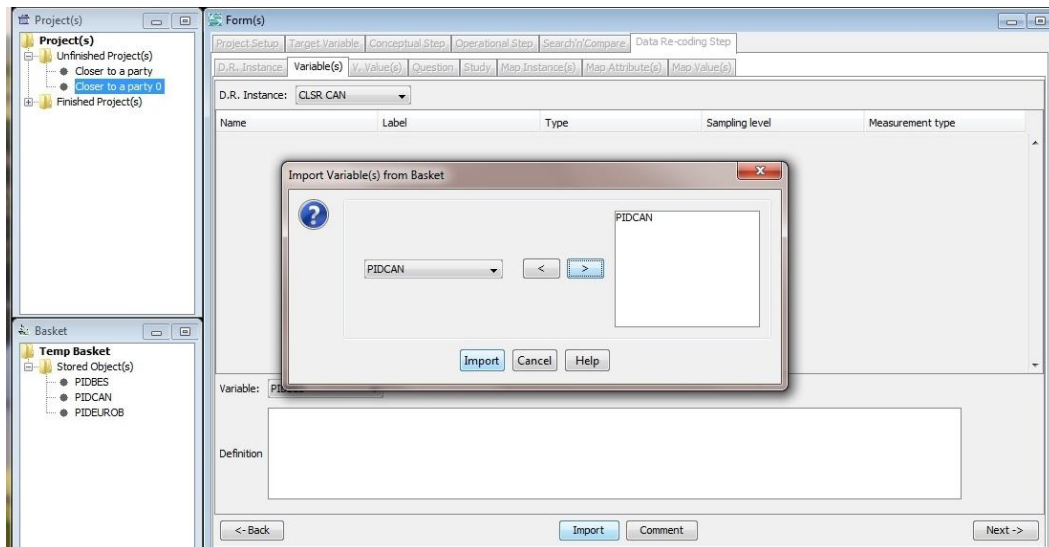 Project(s)
Project(s)
Unfinished Project(s)
Closer to a party
Closer to a party 0
Finished Project(s)
Basket
Temp Basket
Stored Object(s)
PIDBES
PIDCAN
PIDEUROB
Form(s)
Project Setup Target Variable Conceptual Step Operational Step Search'n'Compare Data Re-coding Step
D.R. Instance Variable(s) V. Value(s) Question Study Map Instance(s) Map Attribute(s) Map Value(s)
D.R. Instance: CLSR CAN
Name Label Type Sampling level Measurement type
Import Variable(s) from Basket
PIDCAN
PIDCAN < >
Import Cancel Help
Variable:
Definition
<- Back Import Comment Next ->